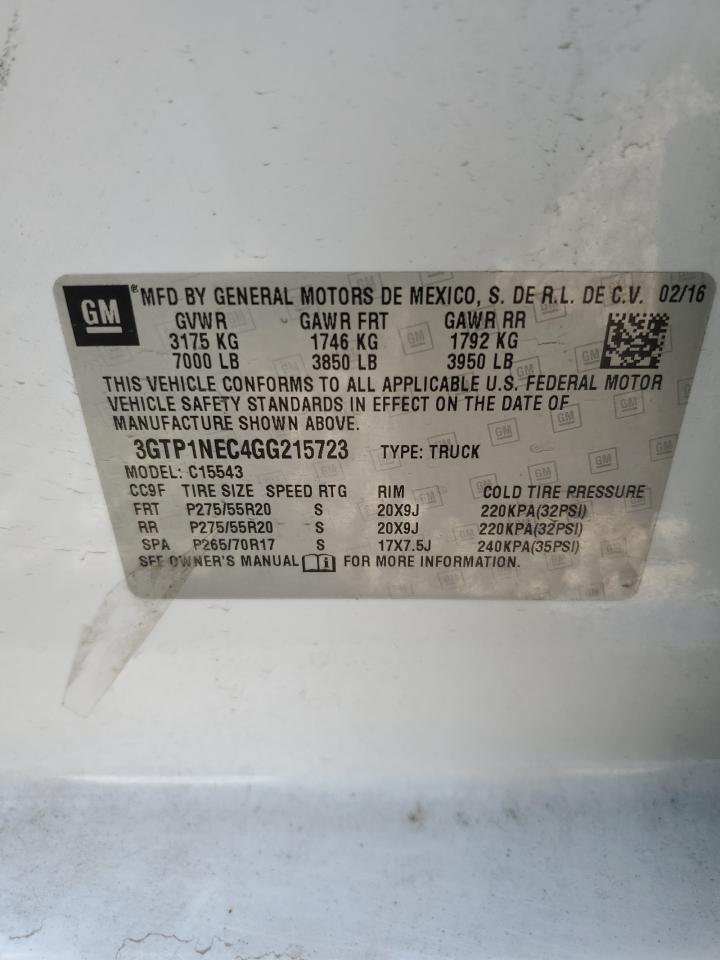 GM ® MFD BY GENERAL MOTORS DE MEXICO, S. DE R.L. DE C.V. 02/16
GVWR GAWR FRT GAWR RR
3175 KG 1746 KG 1792 KG
7000 LB 3850 LB 3950 LB
THIS VEHICLE CONFORMS TO ALL APPLICABLE U.S. FEDERAL MOTOR
VEHICLE SAFETY STANDARDS IN EFFECT ON THE DATE OF
MANUFACTURE SHOWN ABOVE.
3GTP1NEC4GG215723 TYPE: TRUCK
MODEL: C15543
CC9F TIRE SIZE SPEED RTG RIM COLD TIRE PRESSURE
FRT P275/55R20 S 20X9J 220KPA(32PSI)
RR P275/55R20 S 20X9J 220KPA(32PSI)
SPA P265/70R17 S 17X7.5J 240KPA(35PSI)
SEE OWNER'S MANUAL FOR MORE INFORMATION.